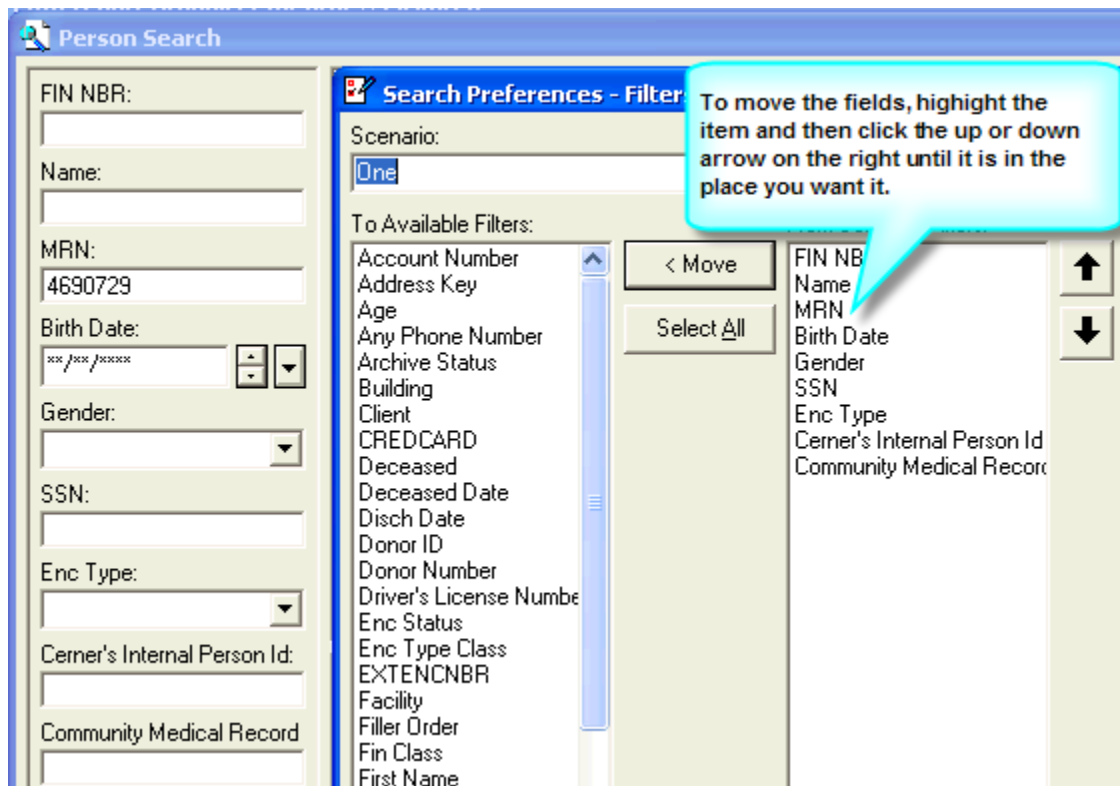 Person Search
FIN NBR:
Name:
MRN:
4690729
Birth Date:
**/**/****
Gender:
SSN:
Enc Type:
Cerner's Internal Person Id:
Community Medical Record
Search Preferences - Filter
To move the fields, highight the
item and then click the up or down
arrow on the right until it is in the
place you want it.
Scenario:
One
To Available Filters:
Account Number
Address Key
Age
Any Phone Number
Archive Status
Building
Client
CREDCARD
Deceased
Deceased Date
Disch Date
Donor ID
Donor Number
Driver's License Numbe
Enc Status
Enc Type Class
EXTENCNBR
Facility
Filler Order
Fin Class
First Name
< Move
Select All
FIN NB
Name
MRN
Birth Date
Gender
SSN
Enc Type
Cerner's Internal Person Id
Community Medical Record